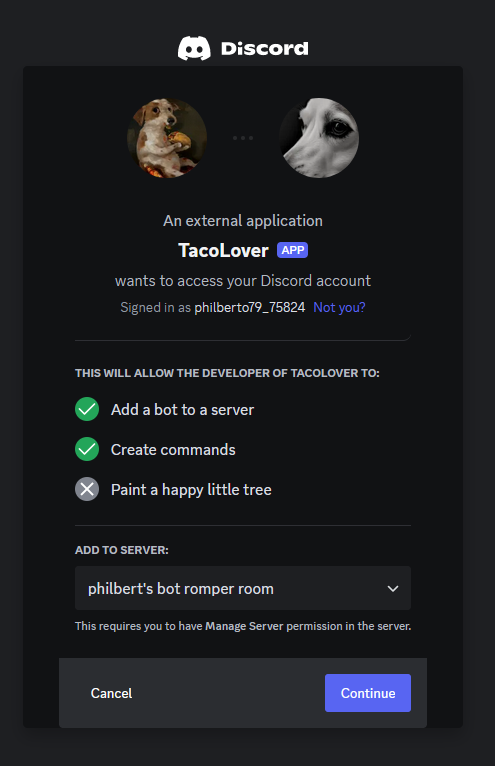 Discord
An external application
TacoLover APP
wants to access your Discord account
Signed in as philberto79_75824 Not you?
THIS WILL ALLOW THE DEVELOPER OF TACOLOVER TO:
Add a bot to a server
Create commands
Paint a happy little tree
ADD TO SERVER:
philbert's bot romper room
This requires you to have Manage Server permission in the server.
Cancel Continue